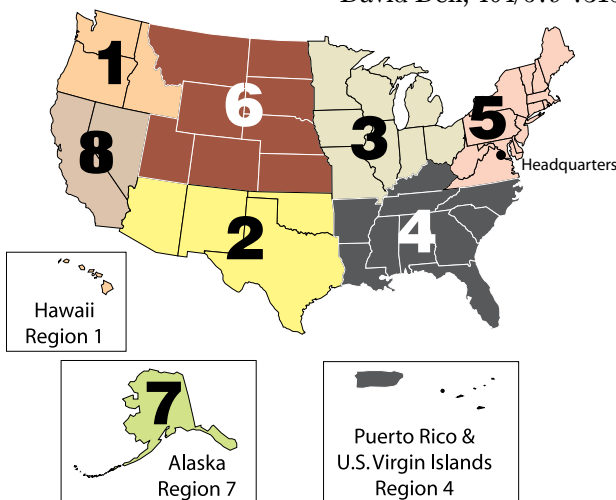 1
6
3
5
8
Headquarters
2
4
Hawaii
Region 1
7
Alaska
Region 7
Puerto Rico &
U.S. Virgin Islands
Region 4